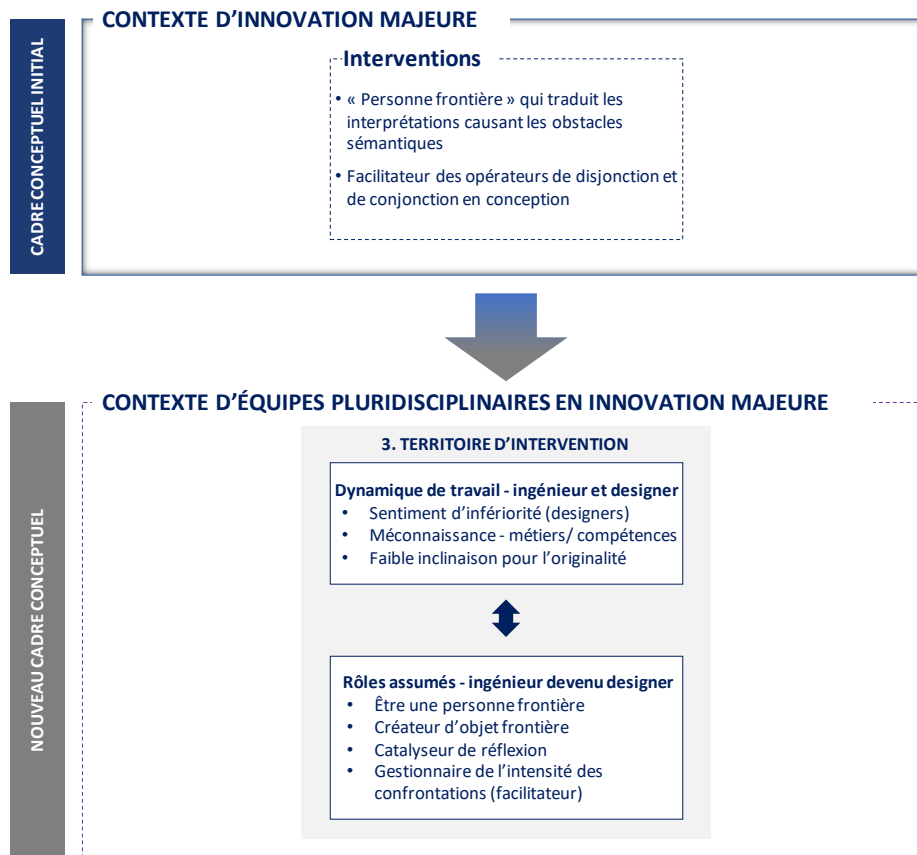 CONTEXTE D'INNOVATION MAJEURE
CADRE CONCEPTUEL INITIAL
Interventions
• « Personne frontière » qui traduit les
interprétations causant les obstacles
sémantiques
• Facilitateur des opérateurs de disjonction et
de conjonction en conception
CONTEXTE D'ÉQUIPES PLURIDISCIPLINAIRES EN INNOVATION MAJEURE
NOUVEAU CADRE CONCEPTUEL
3. TERRITOIRE D'INTERVENTION
Dynamique de travail - ingénieur et designer
• Sentiment d'infériorité (designers)
• Méconnaissance - métiers/ compétences
• Faible inclinaison pour l'originalité
Rôles assumés - ingénieur devenu designer
• Être une personne frontière
• Créateur d'objet frontière
• Catalyseur de réflexion
• Gestionnaire de l'intensité des
confrontations (facilitateur)